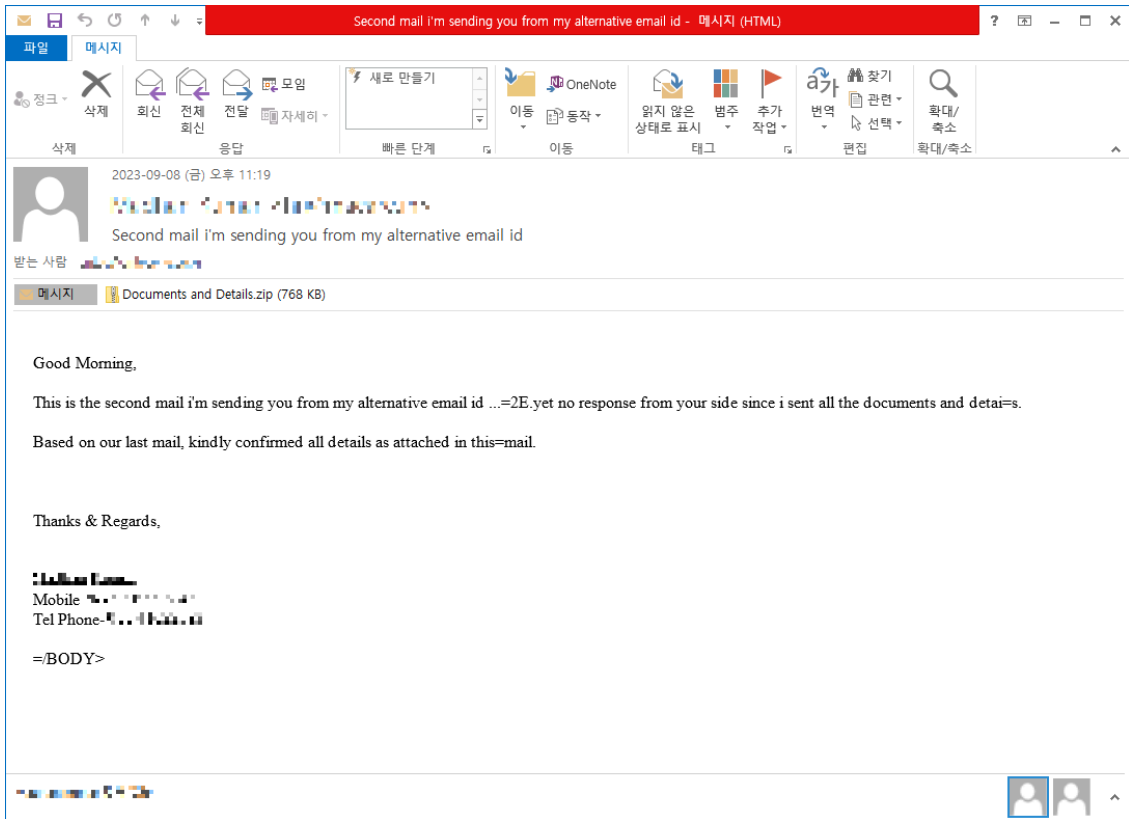 Second mail i'm sending you from my alternative email id - 메시지 (HTML)
파일 메시지
정크 삭제 회신 전체 회신 전달 모임 자세히 새로 만들기 이동 OneNote 동작 읽지 않은 상태로 표시 범주 추가 작업 번역 찾기 관련 선택 확대/축소
삭제 응답 빠른 단계 이동 태그 편집 확대/축소
2023-09-08 (금) 오후 11:19
Second mail i'm sending you from my alternative email id
받는 사람
메시지 Documents and Details.zip (768 KB)
Good Morning,
This is the second mail i'm sending you from my alternative email id ...=2E.yet no response from your side since i sent all the documents and detai=s.
Based on our last mail, kindly confirmed all details as attached in this=mail.
Thanks & Regards,
Mobile
Tel Phone-
=/BODY>